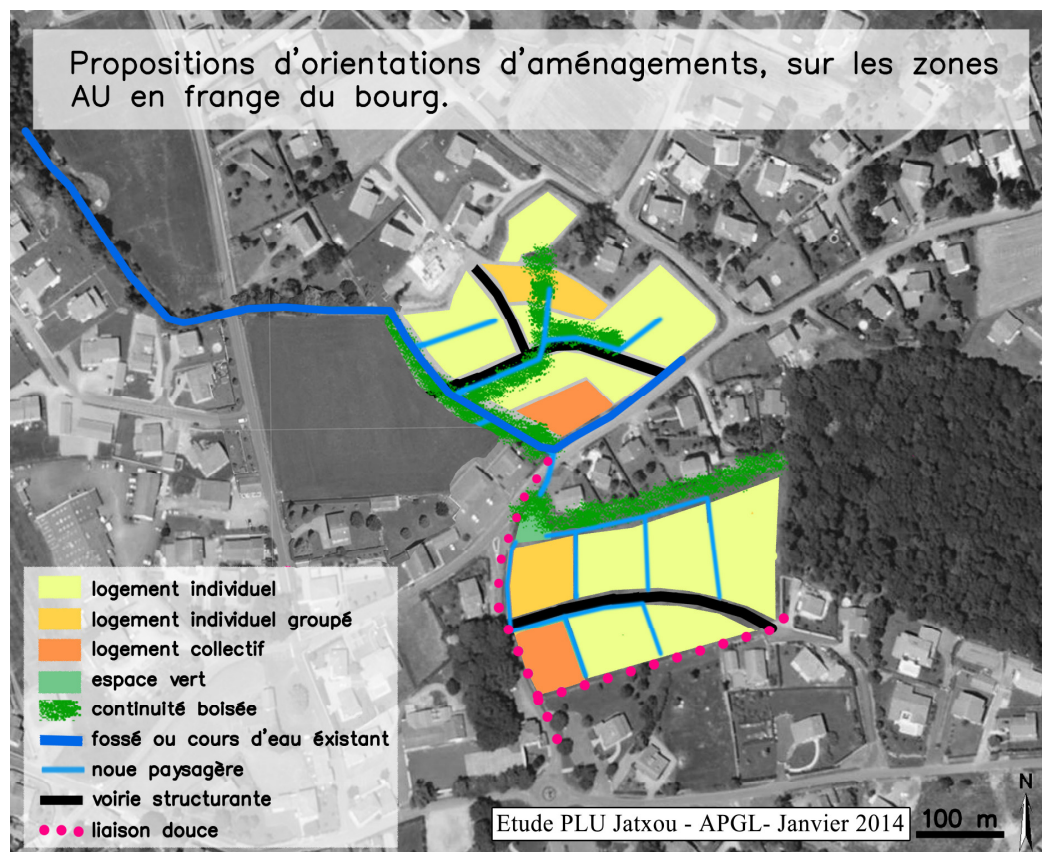 Propositions d'orientations d'aménagements, sur les zones
AU en frange du bourg.
logement individuel
logement individuel groupé
logement collectif
espace vert
continuité boisée
fossé ou cours d'eau éxistant
noue paysagère
voirie structurante
liaison douce
Etude PLU Jatxou - APGL- Janvier 2014
100 m
N